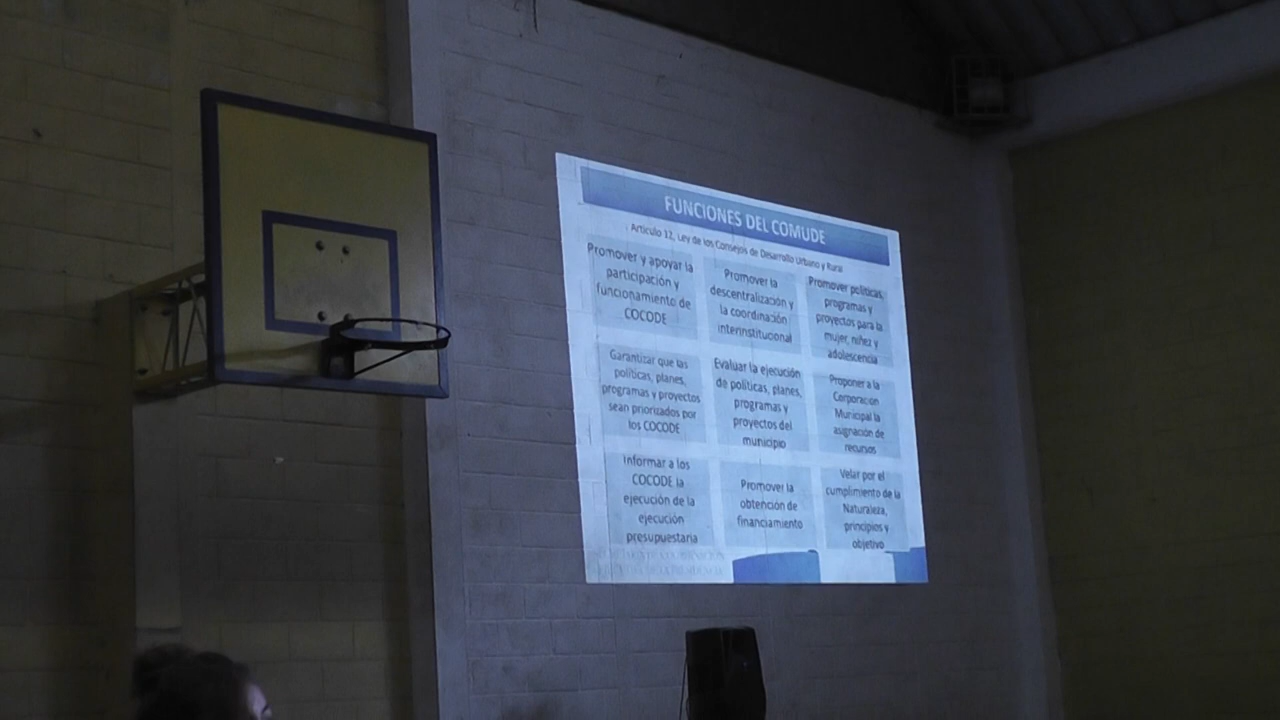 FUNCIONES DEL COMUDE
Artículo 12, Ley de los Consejos de Desarrollo Urbano y Rural
Promover y apoyar la
participación y
funcionamiento de
COCODE
Promover la
descentralización y
la coordinación
interinstitucional
Promover políticas,
programas y
proyectos para la
mujer, niñez y
adolescencia
Garantizar que las
políticas, planes,
programas y proyectos
sean priorizados por
los COCODE
Evaluar la ejecución
de políticas, planes,
programas y
proyectos del
municipio
Proponer a la
Corporación
Municipal la
asignación de
recursos
Informar a los
COCODE la
ejecución de la
ejecución
presupuestaria
Promover la
obtención de
financiamiento
Velar por el
cumplimiento de la
Naturaleza,
principios y
objetivo